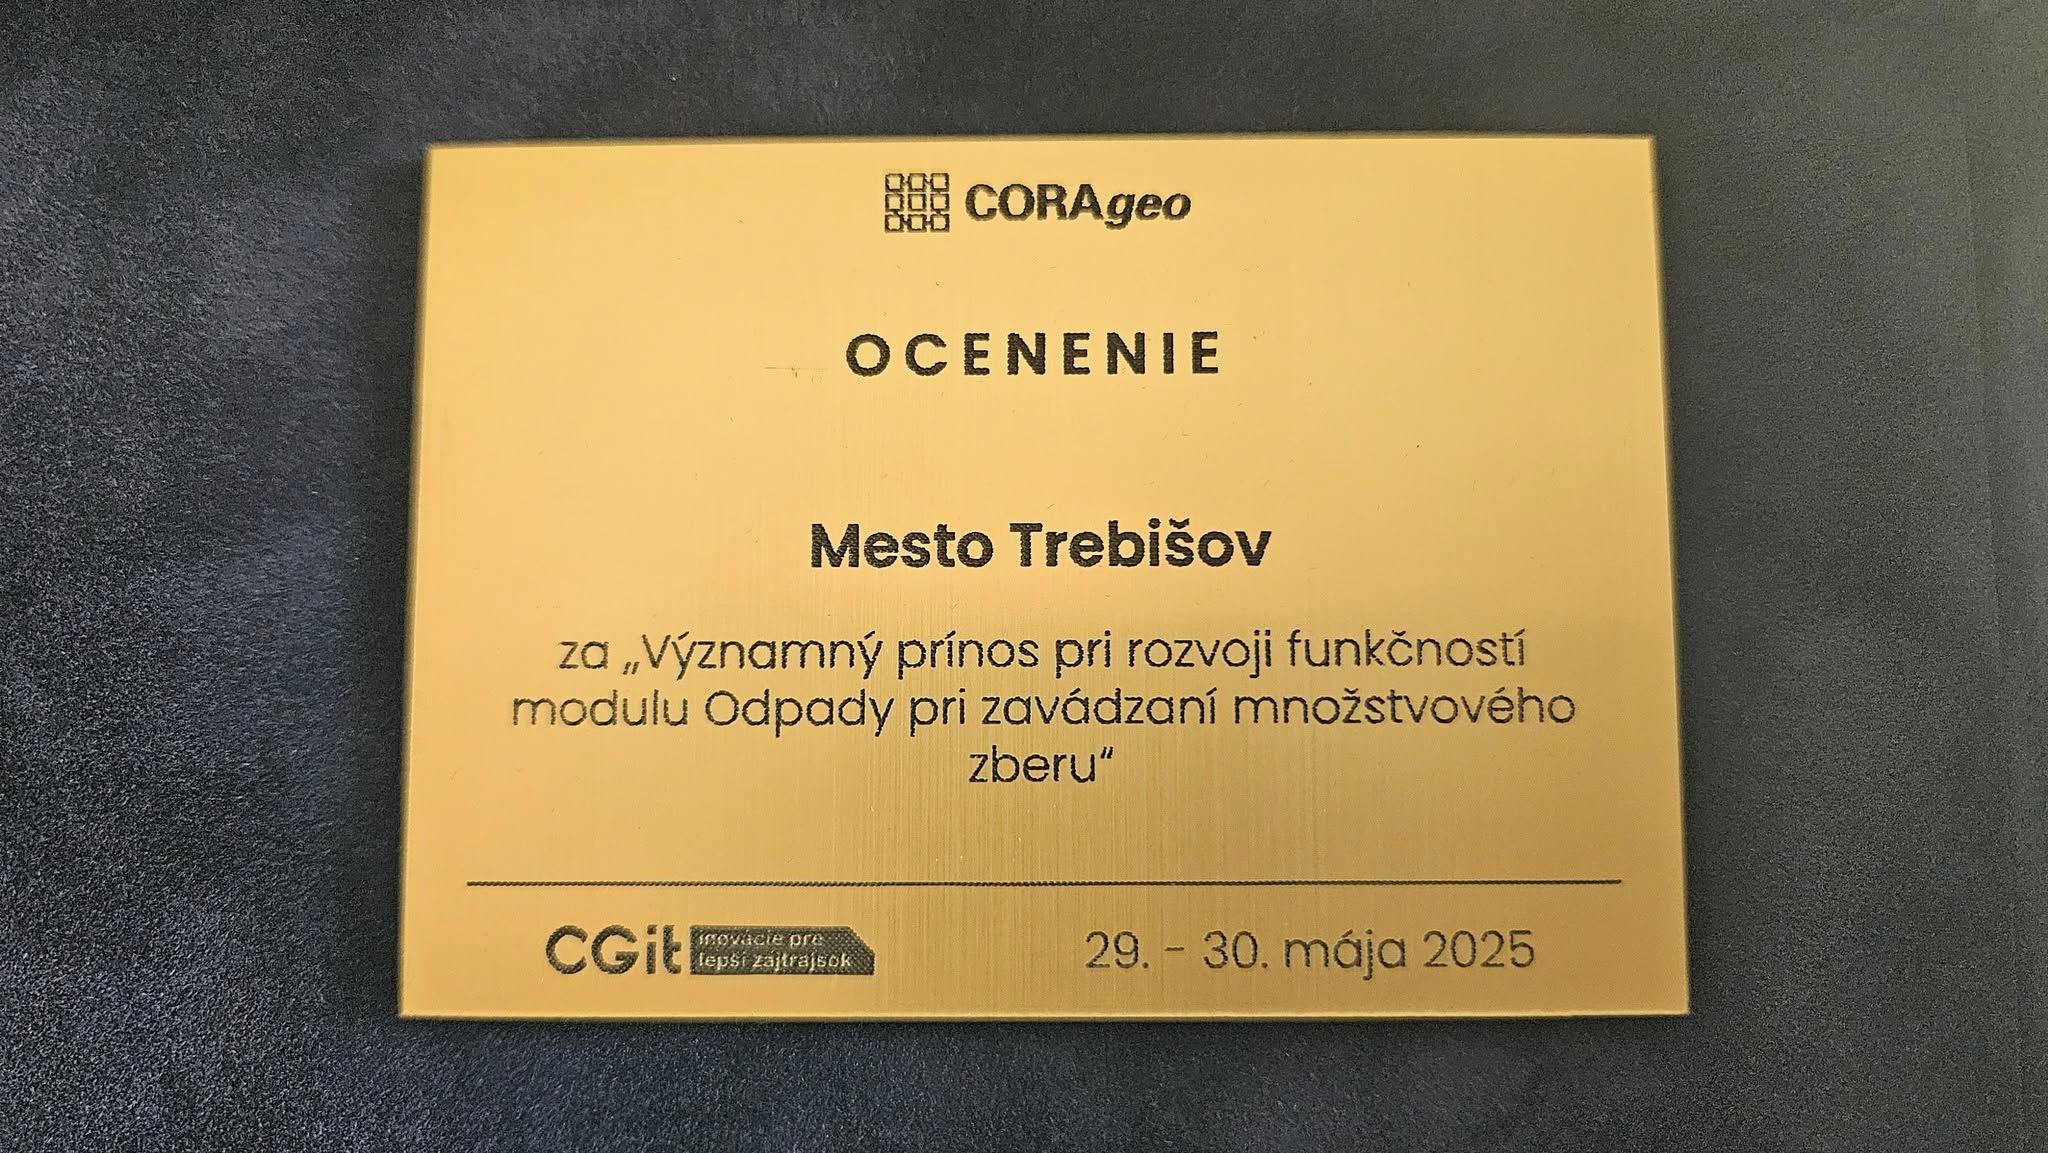 CORAgeo
OCENENIE
Mesto Trebišov
za „Významný prínos pri rozvoji funkčností
modulu Odpady pri zavádzaní množstvového
zberu“
CGit
inovácie pre
lepší zajtrajšok
29. - 30. mája 2025